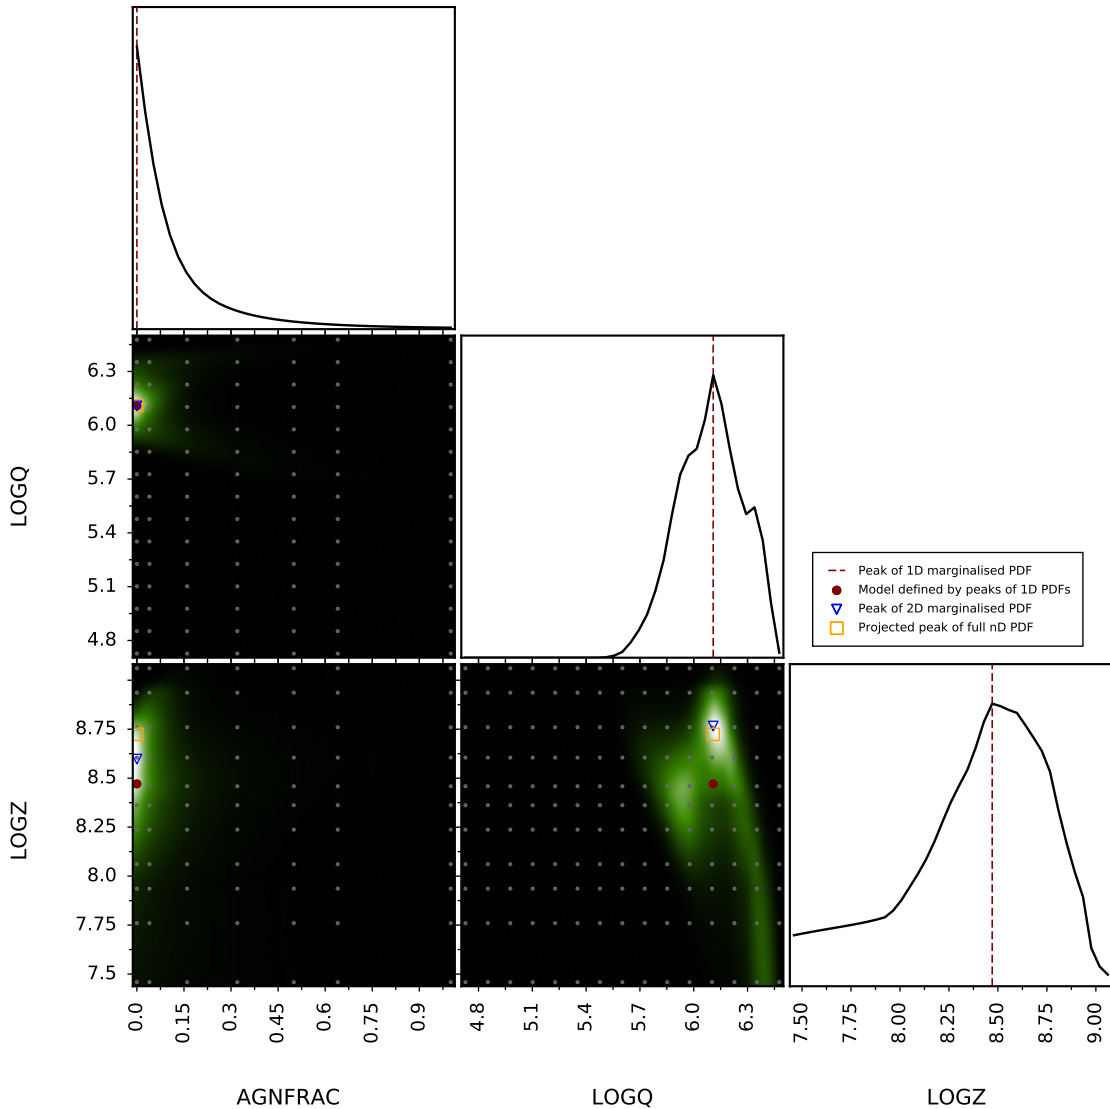 6.3
6.0
5.7
5.4
5.1
4.8
LOGQ
Peak of 1D marginalised PDF
Model defined by peaks of 1D PDFs
Peak of 2D marginalised PDF
Projected peak of full nD PDF
8.75
8.5
8.25
8.0
7.75
7.5
LOGZ
0.0 0.15 0.3 0.45 0.6 0.75 0.9
4.8 5.1 5.4 5.7 6.0 6.3
7.50 7.75 8.00 8.25 8.50 8.75 9.00
AGNFRAC LOGQ LOGZ